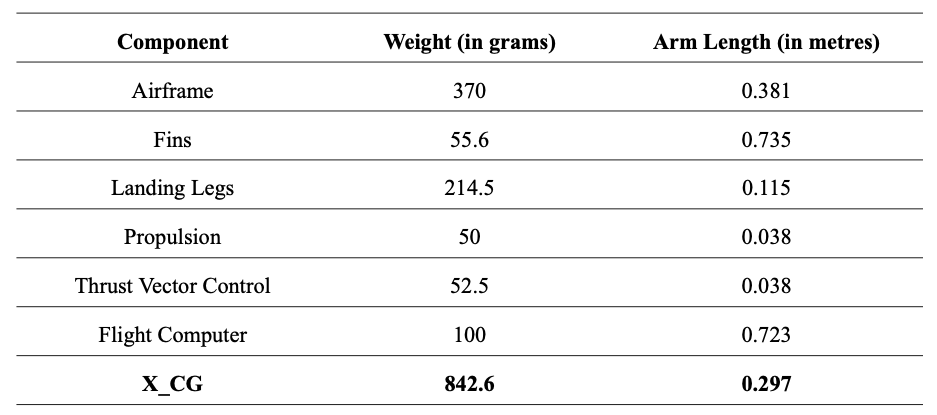 Component Weight (in grams) Arm Length (in metres)
Airframe 370 0.381
Fins 55.6 0.735
Landing Legs 214.5 0.115
Propulsion 50 0.038
Thrust Vector Control 52.5 0.038
Flight Computer 100 0.723
X_CG 842.6 0.297